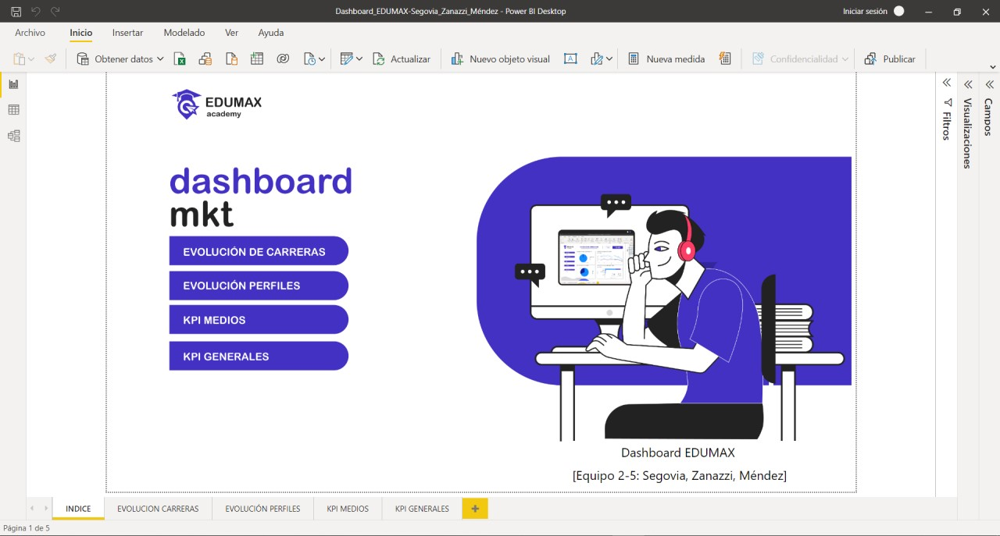 Dashboard_EDUMAX-Segovia_Zanazzi_Méndez - Power BI Desktop
Iniciar sesión
Archivo
Inicio
Insertar
Modelado
Ver
Ayuda
Obtener datos
Actualizar
Nuevo objeto visual
Nueva medida
Confidencialidad
Publicar
EDUMAX
academy
dashboard
mkt
EVOLUCIÓN DE CARRERAS
EVOLUCIÓN PERFILES
KPI MEDIOS
KPI GENERALES
Dashboard EDUMAX
[Equipo 2-5: Segovia, Zanazzi, Méndez]
Filtros
Visualizaciones
Campos
INDICE
EVOLUCION CARRERAS
EVOLUCIÓN PERFILES
KPI MEDIOS
KPI GENERALES
Página 1 de 5